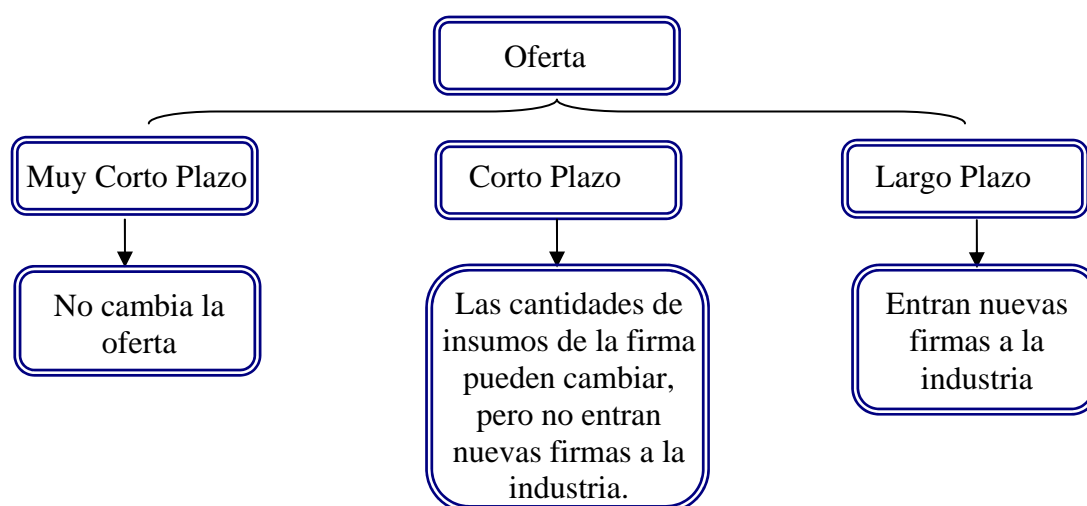 Oferta
Muy Corto Plazo
Corto Plazo
Largo Plazo
No cambia la
oferta
Las cantidades de
insumos de la firma
pueden cambiar,
pero no entran
nuevas firmas a la
industria.
Entran nuevas
firmas a la
industria